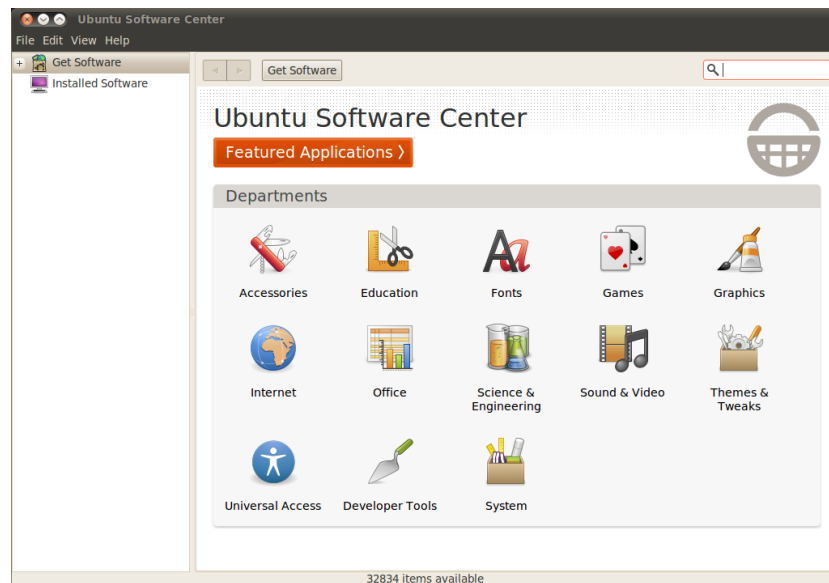 Ubuntu Software Center
File Edit View Help
Get Software
Installed Software
Get Software
Ubuntu Software Center
Featured Applications
Departments
Accessories
Education
Fonts
Games
Graphics
Internet
Office
Science &
Engineering
Sound & Video
Themes &
Tweaks
Universal Access
Developer Tools
System
32834 items available